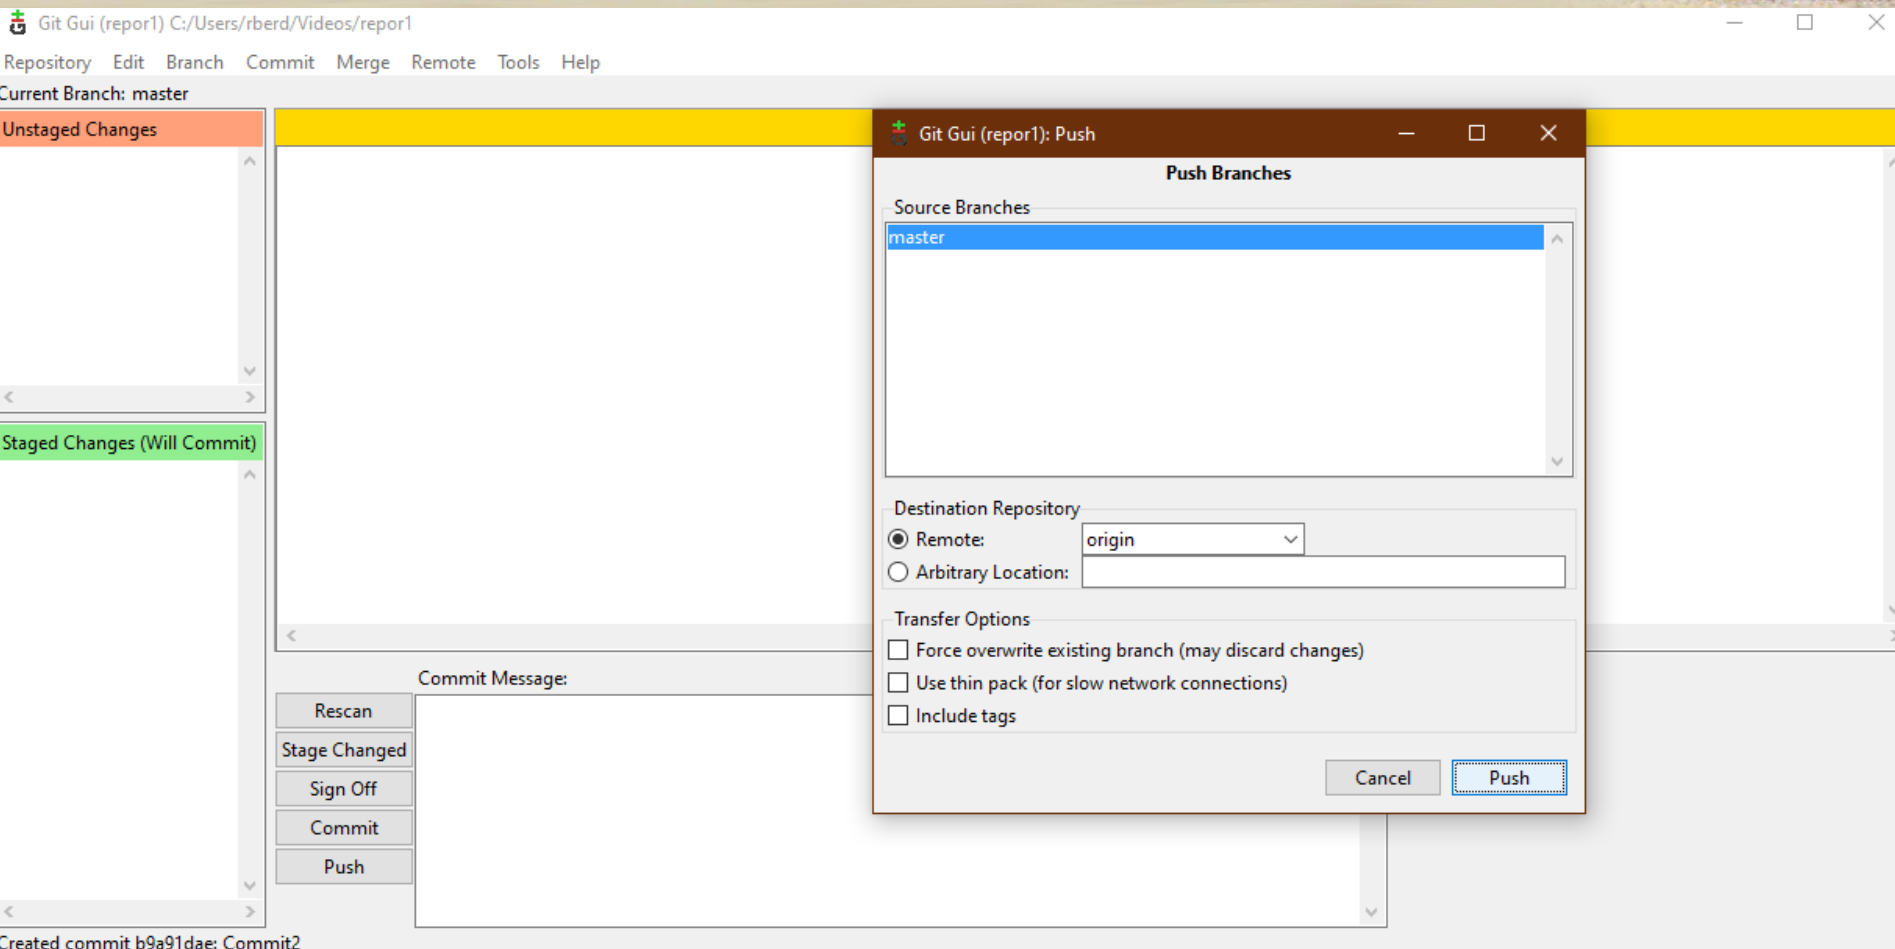 Git Gui (repor1) C:/Users/rberd/Videos/repor1
Repository Edit Branch Commit Merge Remote Tools Help
Current Branch: master
Unstaged Changes
Staged Changes (Will Commit)
Commit Message:
Rescan
Stage Changed
Sign Off
Commit
Push
Created commit b9a91dae: Commit2
Git Gui (repor1): Push
Push Branches
Source Branches
master
Destination Repository
Remote: origin
Arbitrary Location:
Transfer Options
Force overwrite existing branch (may discard changes)
Use thin pack (for slow network connections)
Include tags
Cancel Push